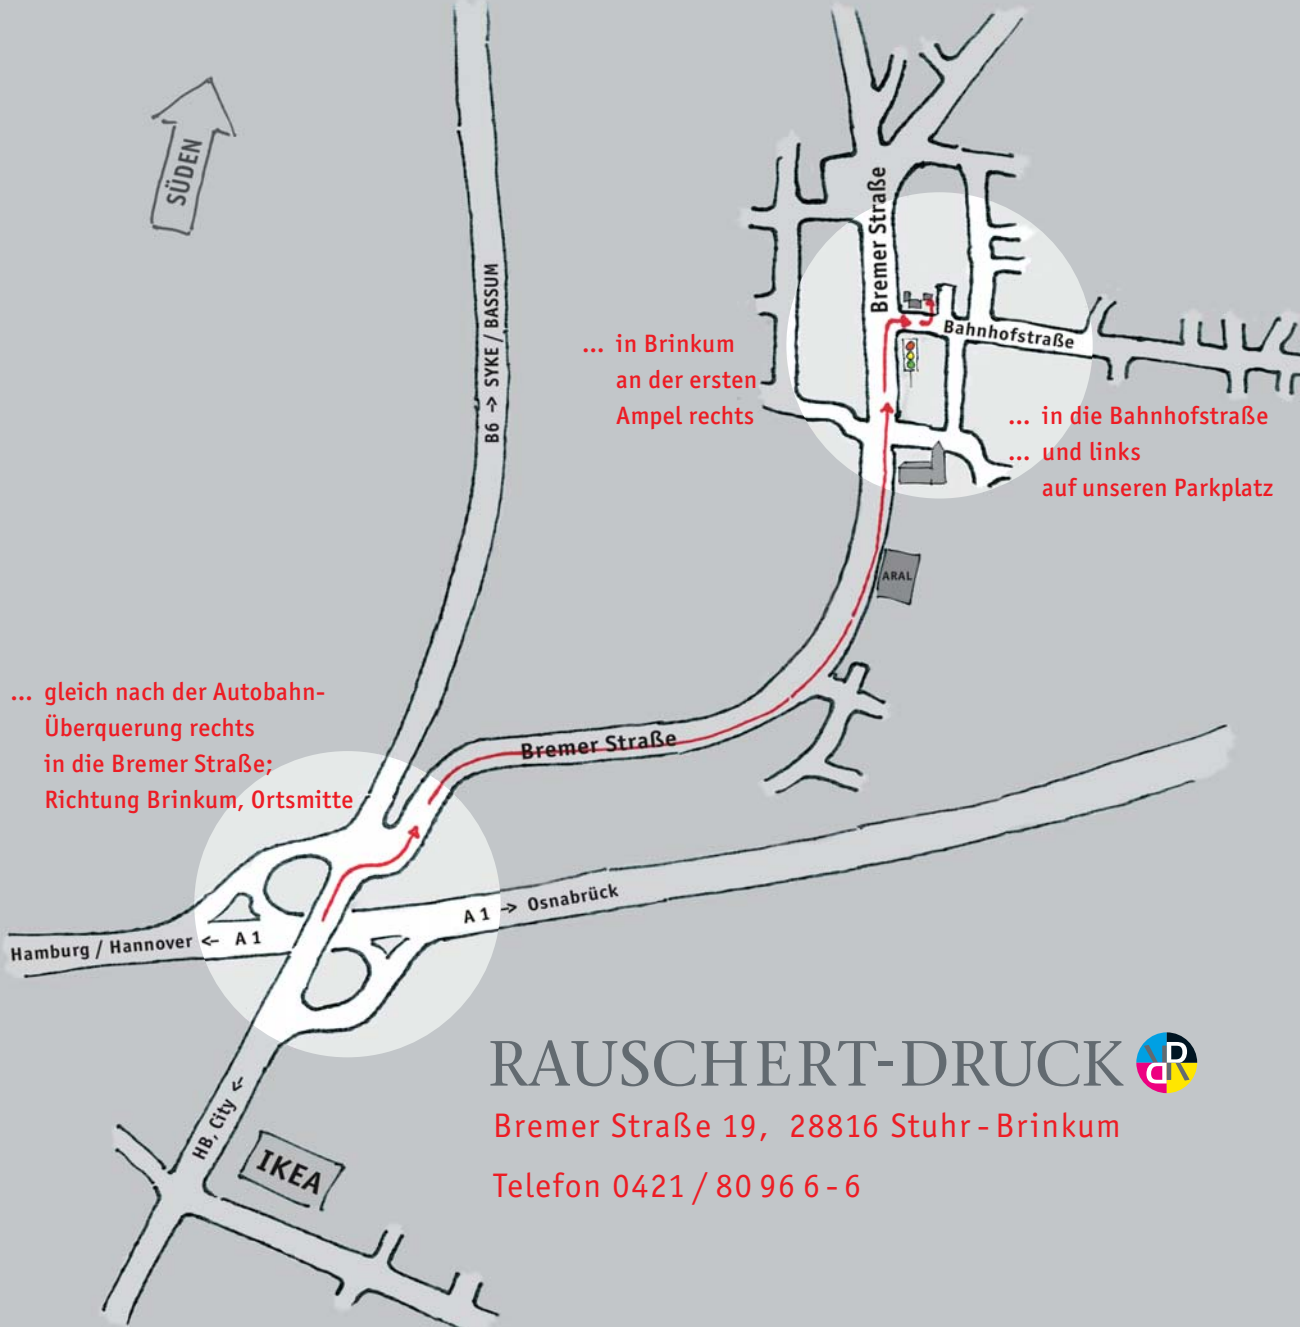 SÜDEN
Bremer Straße
B6 → SYKE / BASSUM
Bahnhofstraße
... in Brinkum
an der ersten
Ampel rechts
... in die Bahnhofstraße
... und links
auf unseren Parkplatz
ARAL
... gleich nach der Autobahn-
Überquerung rechts
in die Bremer Straße;
Richtung Brinkum, Ortsmitte
Bremer Straße
A 1 → Osnabrück
Hamburg / Hannover ← A 1
HB, City ←
IKEA
RAUSCHERT-DRUCK
Bremer Straße 19, 28816 Stuhr - Brinkum
Telefon 0421 / 80 96 6 - 6